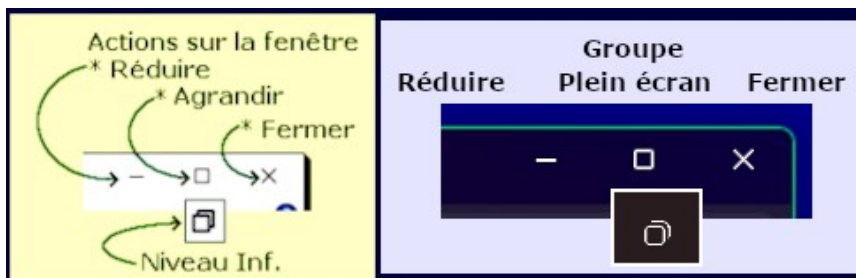 Actions sur la fenêtre
* Réduire
* Agrandir
* Fermer
Niveau Inf.
Groupe
Réduire Plein écran Fermer